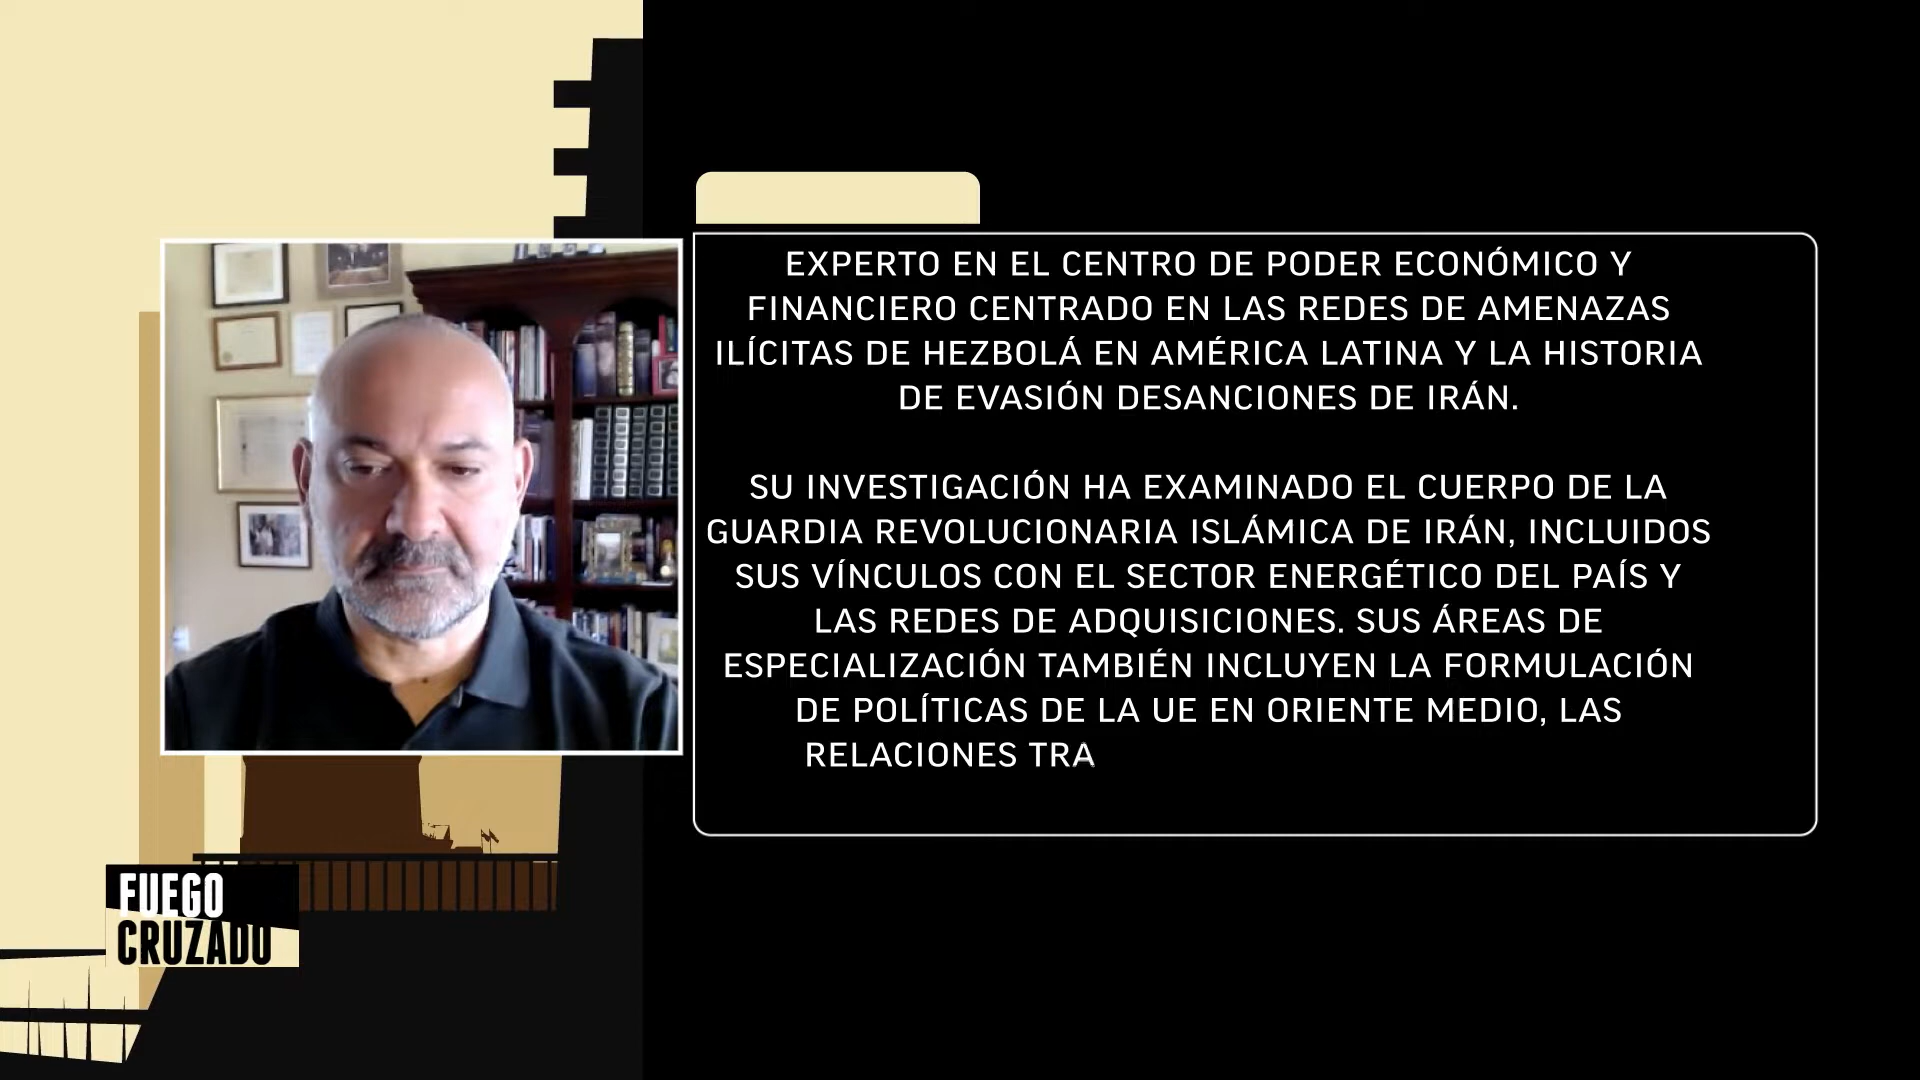 EXPERTO EN EL CENTRO DE PODER ECONÓMICO Y
FINANCIERO CENTRADO EN LAS REDES DE AMENAZAS
ILÍCITAS DE HEZBOLÁ EN AMÉRICA LATINA Y LA HISTORIA
DE EVASIÓN DESANCIONES DE IRÁN.
SU INVESTIGACIÓN HA EXAMINADO EL CUERPO DE LA
GUARDIA REVOLUCIONARIA ISLÁMICA DE IRÁN, INCLUIDOS
SUS VÍNCULOS CON EL SECTOR ENERGÉTICO DEL PAÍS Y
LAS REDES DE ADQUISICIONES. SUS ÁREAS DE
ESPECIALIZACIÓN TAMBIÉN INCLUYEN LA FORMULACIÓN
DE POLÍTICAS DE LA UE EN ORIENTE MEDIO, LAS
RELACIONES TRA
FUEGO
CRUZADO